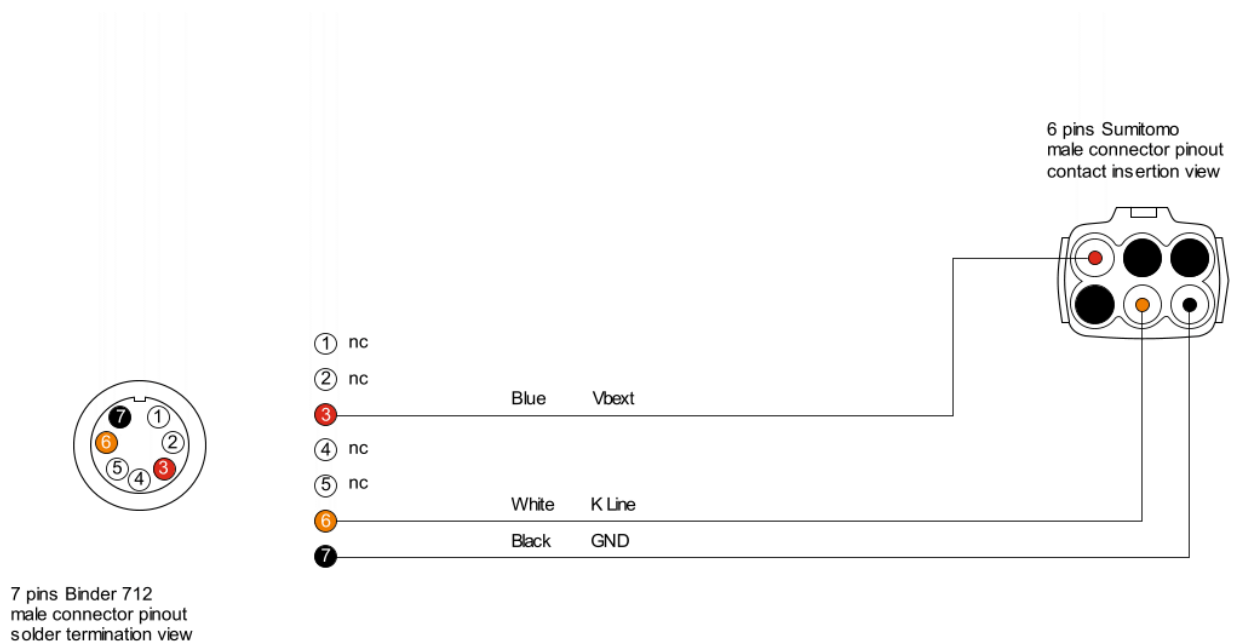 6 pins Sumitomo
male connector pinout
contact insertion view
1 nc
2 nc
Blue Vbext
3
4 nc
5 nc
White K Line
6
Black GND
7
7 1
6 2
5 4 3
7 pins Binder 712
male connector pinout
solder termination view